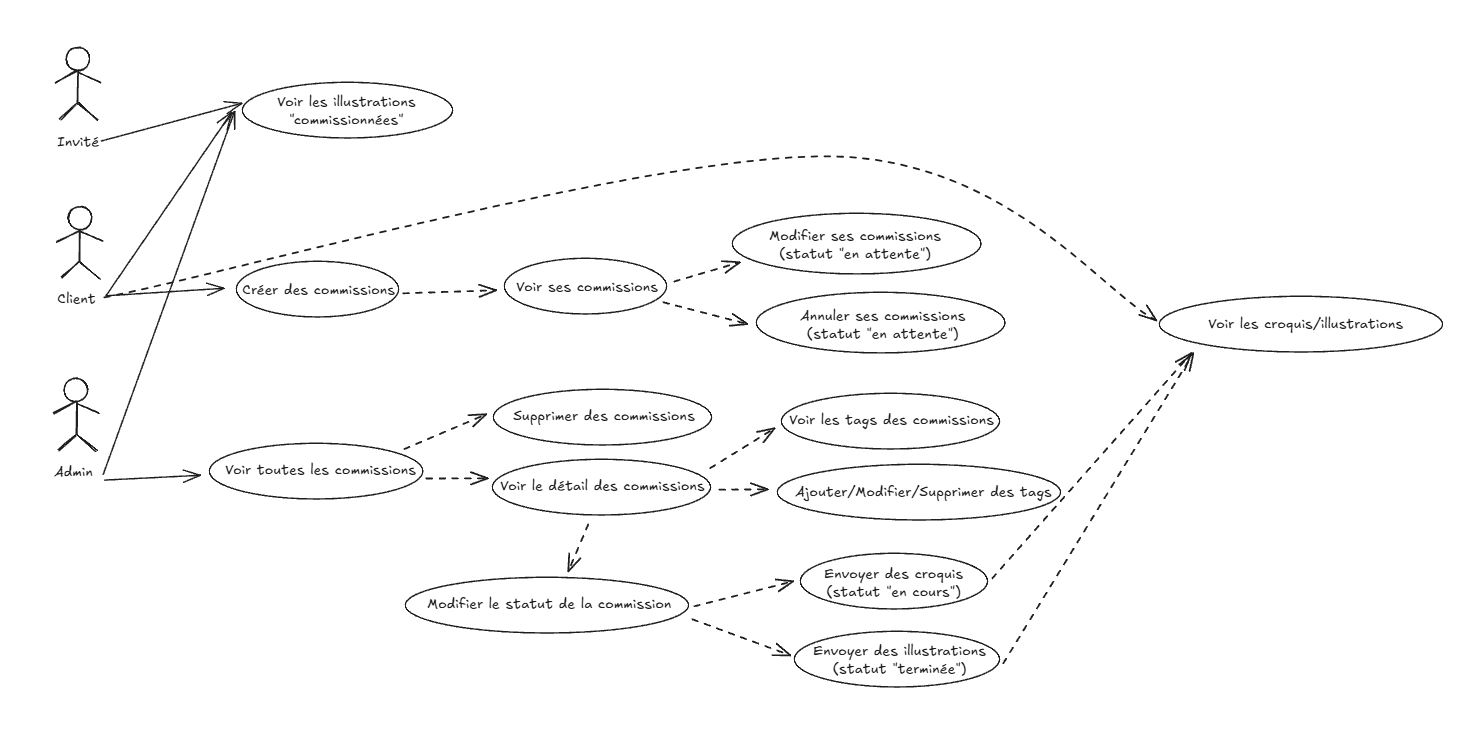 Voir les illustrations
"commissionnées"
Invité
Client
Créer des commissions
Voir ses commissions
Modifier ses commissions
(statut "en attente")
Annuler ses commissions
(statut "en attente")
Voir les croquis/illustrations
Admin
Voir toutes les commissions
Supprimer des commissions
Voir le détail des commissions
Voir les tags des commissions
Ajouter/Modifier/Supprimer des tags
Modifier le statut de la commission
Envoyer des croquis
(statut "en cours")
Envoyer des illustrations
(statut "terminée")